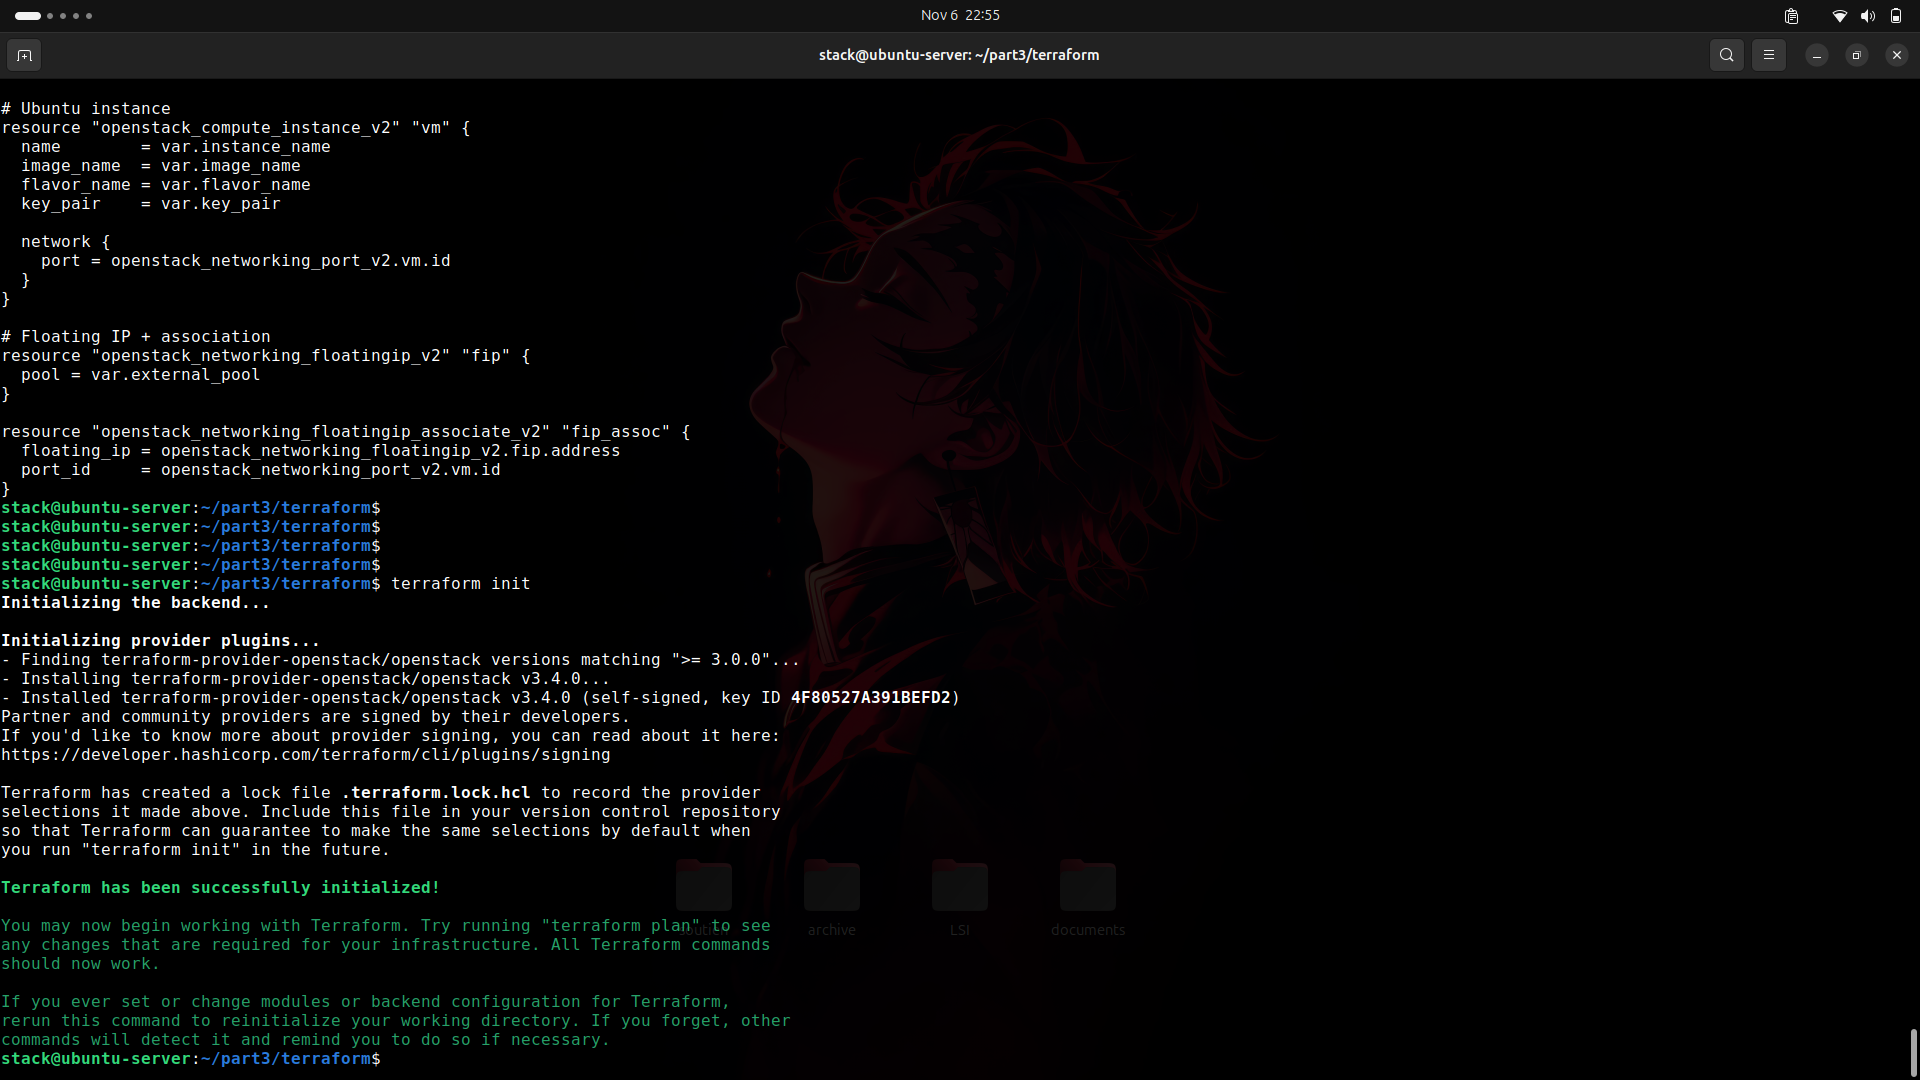 Nov 6 22:55
stack@ubuntu-server: ~/part3/terraform
# Ubuntu instance
resource "openstack_compute_instance_v2" "vm" {
  name        = var.instance_name
  image_name  = var.image_name
  flavor_name = var.flavor_name
  key_pair    = var.key_pair
  network {
    port = openstack_networking_port_v2.vm.id
  }
}
# Floating IP + association
resource "openstack_networking_floatingip_v2" "fip" {
  pool = var.external_pool
}
resource "openstack_networking_floatingip_associate_v2" "fip_assoc" {
  floating_ip = openstack_networking_floatingip_v2.fip.address
  port_id     = openstack_networking_port_v2.vm.id
}
stack@ubuntu-server:~/part3/terraform$
stack@ubuntu-server:~/part3/terraform$
stack@ubuntu-server:~/part3/terraform$
stack@ubuntu-server:~/part3/terraform$
stack@ubuntu-server:~/part3/terraform$ terraform init
Initializing the backend...
Initializing provider plugins...
- Finding terraform-provider-openstack/openstack versions matching ">= 3.0.0"...
- Installing terraform-provider-openstack/openstack v3.4.0...
- Installed terraform-provider-openstack/openstack v3.4.0 (self-signed, key ID 4F80527A391BEFD2)
Partner and community providers are signed by their developers.
If you'd like to know more about provider signing, you can read about it here:
https://developer.hashicorp.com/terraform/cli/plugins/signing
Terraform has created a lock file .terraform.lock.hcl to record the provider
selections it made above. Include this file in your version control repository
so that Terraform can guarantee to make the same selections by default when
you run "terraform init" in the future.
Terraform has been successfully initialized!
You may now begin working with Terraform. Try running "terraform plan" to see
any changes that are required for your infrastructure. All Terraform commands
should now work.
If you ever set or change modules or backend configuration for Terraform,
rerun this command to reinitialize your working directory. If you forget, other
commands will detect it and remind you to do so if necessary.
stack@ubuntu-server:~/part3/terraform$
archive
LSI
documents